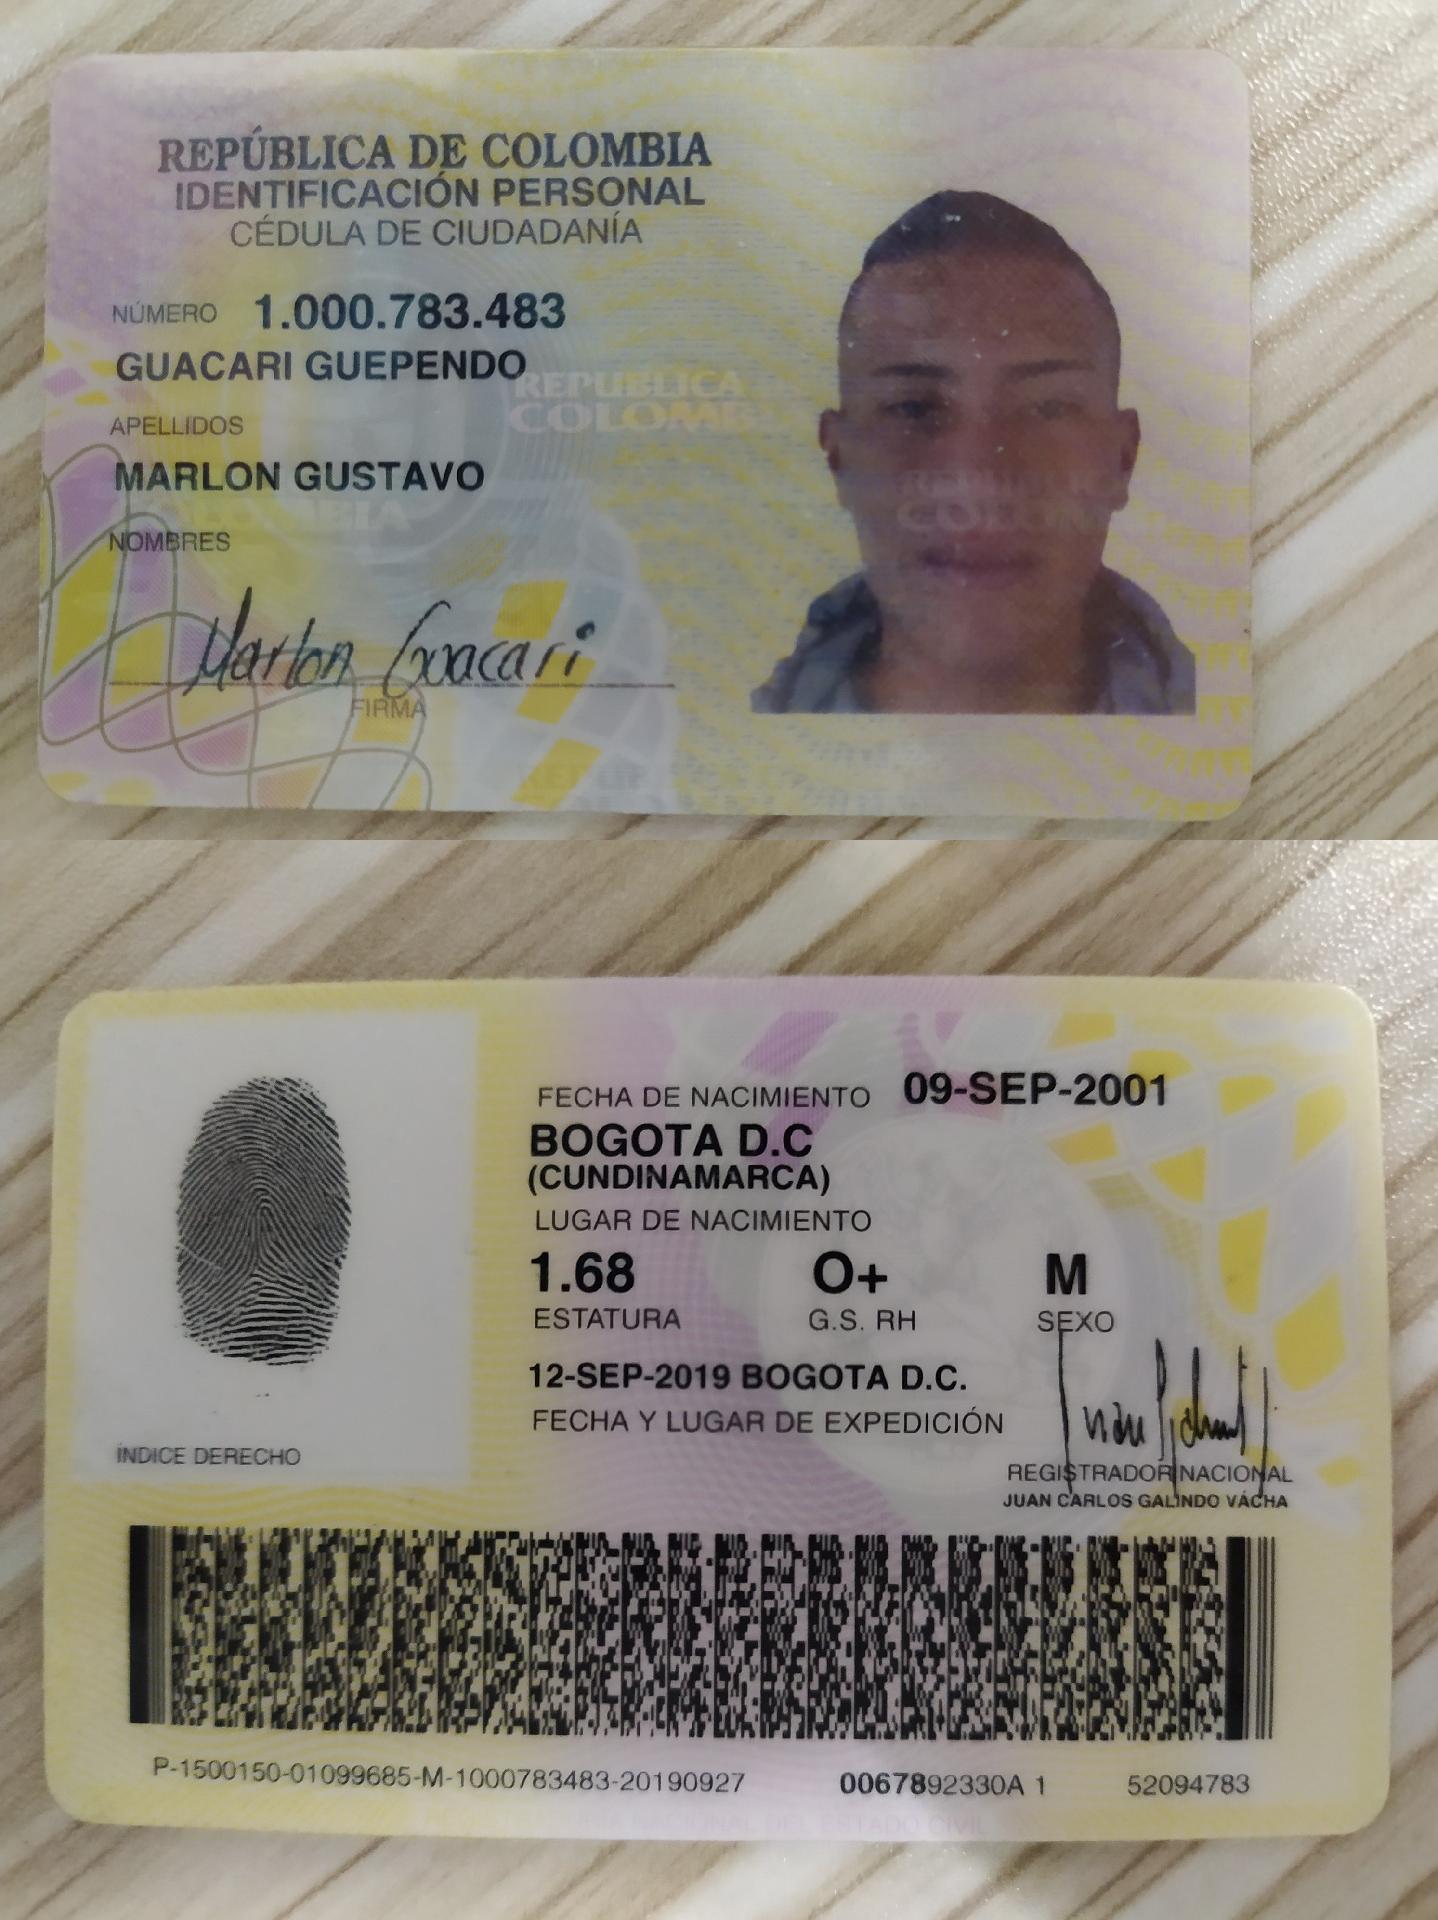 REPÚBLICA DE COLOMBIA
IDENTIFICACIÓN PERSONAL
CÉDULA DE CIUDADANÍA
NÚMERO 1.000.783.483
GUACARI GUEPENDO
APELLIDOS
MARLON GUSTAVO
NOMBRES
Marlon Guacari
FIRMA
REPUBLICA
COLOMB
FECHA DE NACIMIENTO 09-SEP-2001
BOGOTA D.C
(CUNDINAMARCA)
LUGAR DE NACIMIENTO
1.68 O+ M
ESTATURA G.S. RH SEXO
12-SEP-2019 BOGOTA D.C.
FECHA Y LUGAR DE EXPEDICIÓN
ÍNDICE DERECHO
REGISTRADOR NACIONAL
JUAN CARLOS GALINDO VÁCHA
P-1500150-01099685-M-1000783483-20190927 0067892330A 1 52094783